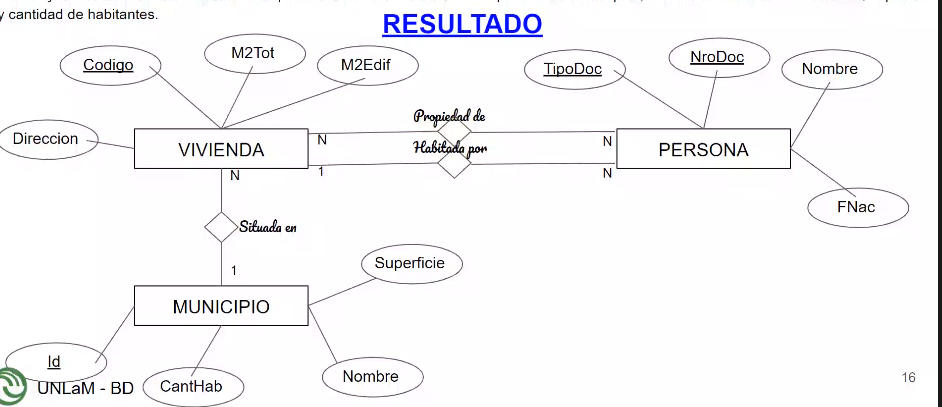 y cantidad de habitantes.
RESULTADO
Codigo
M2Tot
M2Edif
TipoDoc
NroDoc
Nombre
Direccion
VIVIENDA
N
Propiedad de
N
PERSONA
Habitada por
1
N
N
FNac
Situada en
1
Superficie
MUNICIPIO
Id
CantHab
Nombre
UNLaM - BD
16